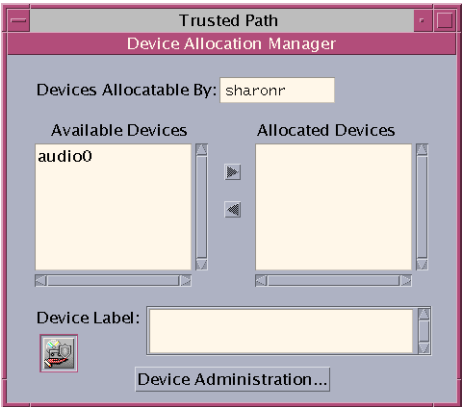 Trusted Path
Device Allocation Manager
Devices Allocatable By: sharonr
Available Devices
Allocated Devices
audio0
Device Label:
Device Administration...